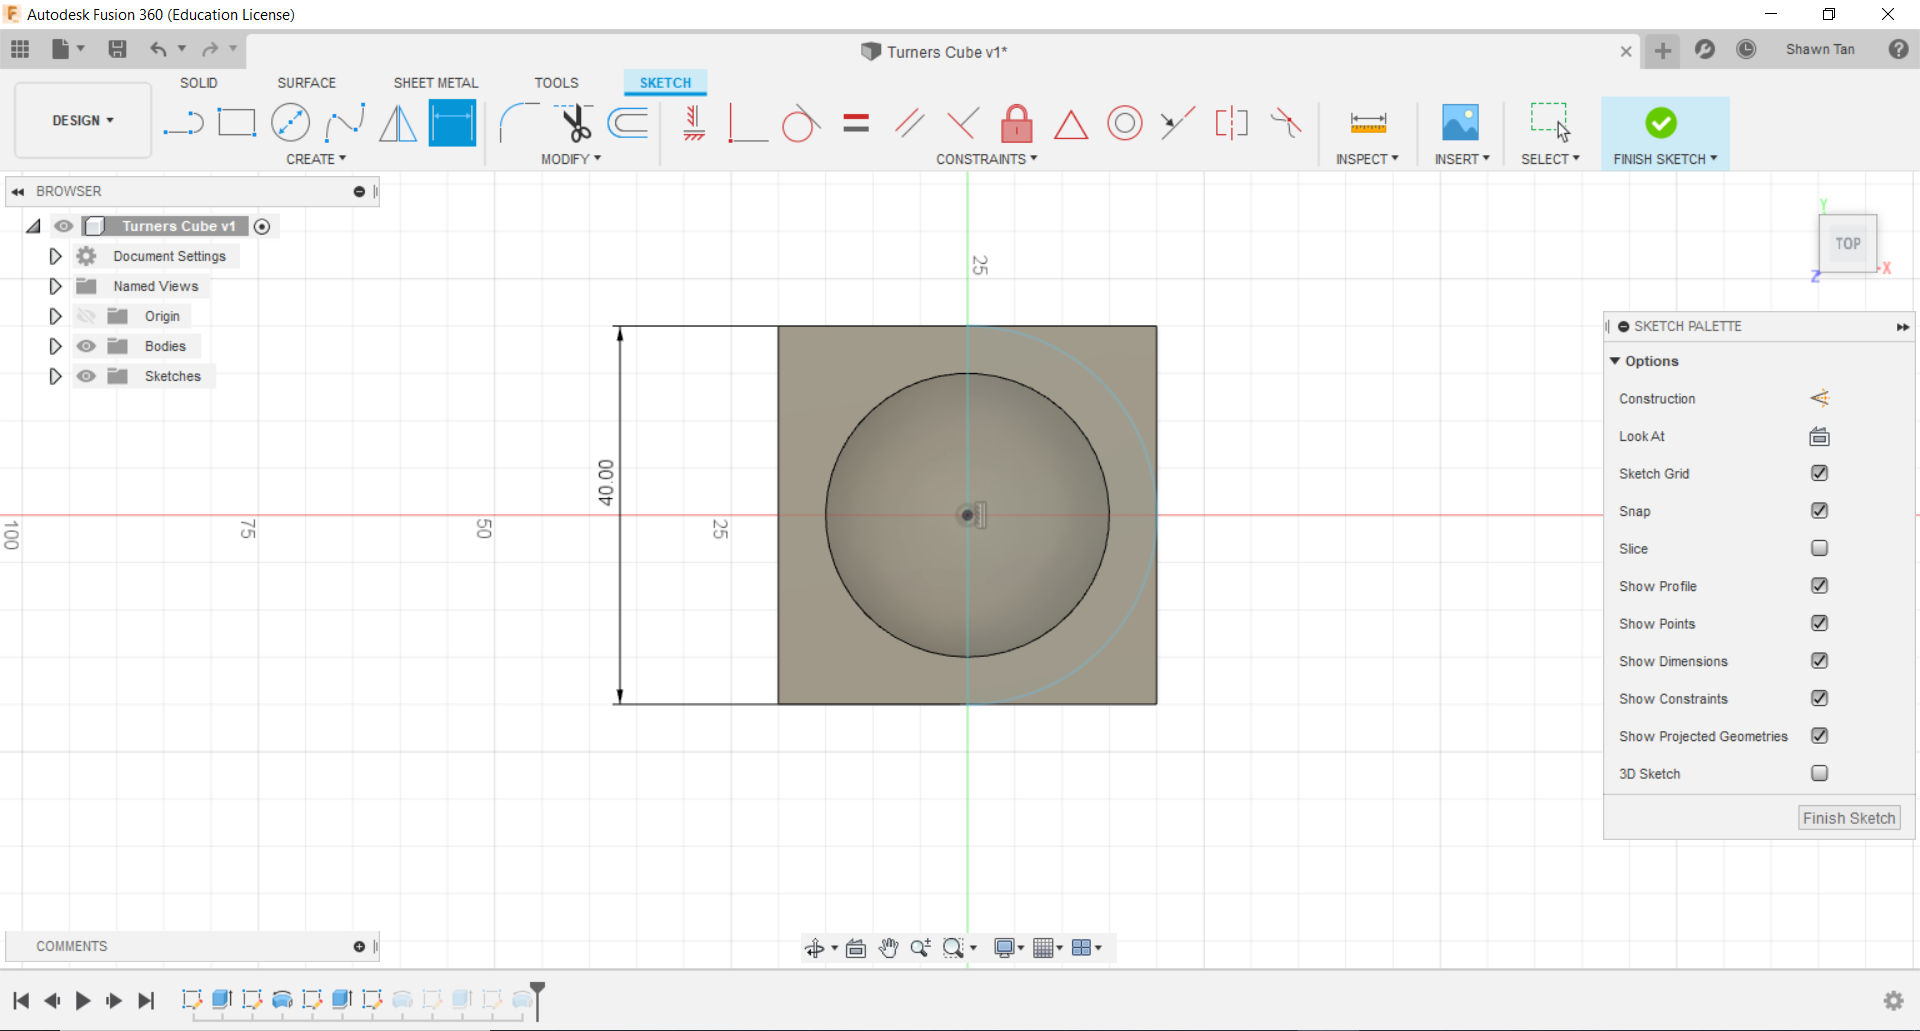 Autodesk Fusion 360 (Education License)
Turners Cube v1*
Shawn Tan
SOLID
SURFACE
SHEET METAL
TOOLS
SKETCH
DESIGN
CREATE
MODIFY
CONSTRAINTS
INSPECT
INSERT
SELECT
FINISH SKETCH
BROWSER
Turners Cube v1
Document Settings
Named Views
Origin
Bodies
Sketches
25
40.00
100
75
50
25
Y
TOP
X
Z
SKETCH PALETTE
Options
Construction
Look At
Sketch Grid
Snap
Slice
Show Profile
Show Points
Show Dimensions
Show Constraints
Show Projected Geometries
3D Sketch
Finish Sketch
COMMENTS